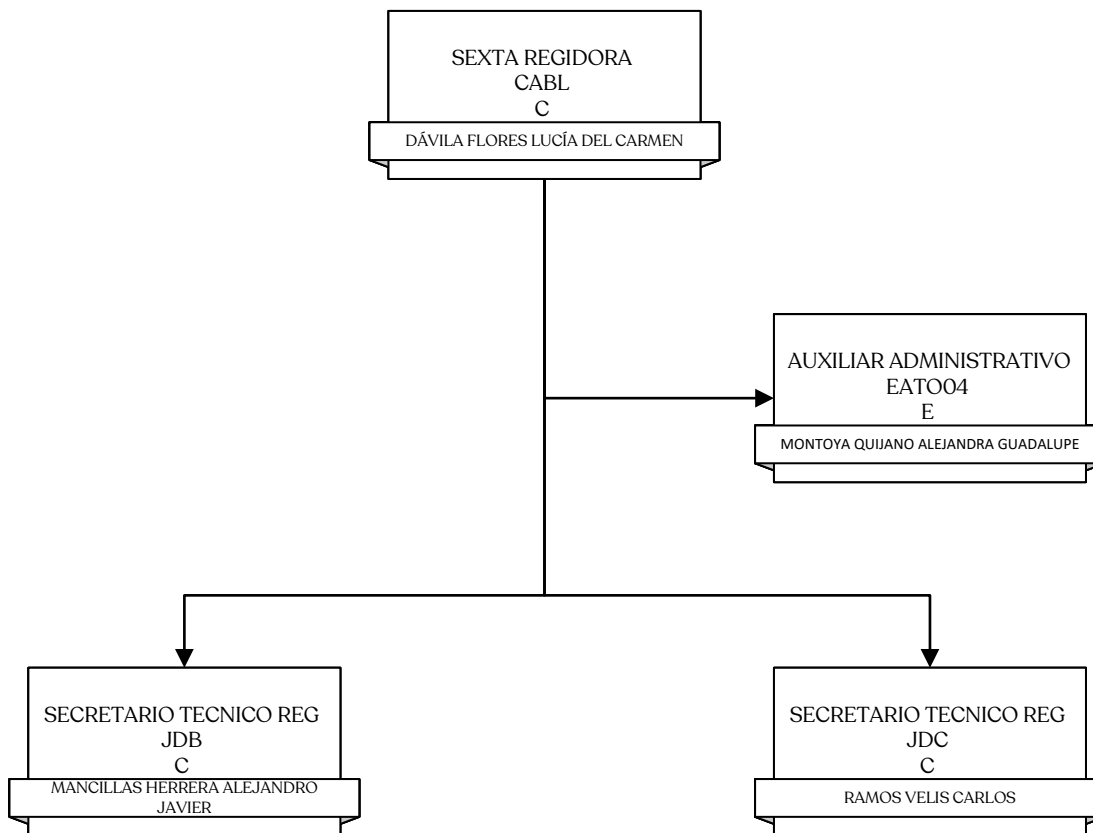 SEXTA REGIDORA
CABL
C
DÁVILA FLORES LUCÍA DEL CARMEN
AUXILIAR ADMINISTRATIVO
EATO04
E
MONTOYA QUIJANO ALEJANDRA GUADALUPE
SECRETARIO TECNICO REG
JDB
C
MANCILLAS HERRERA ALEJANDRO
JAVIER
SECRETARIO TECNICO REG
JDC
C
RAMOS VELIS CARLOS